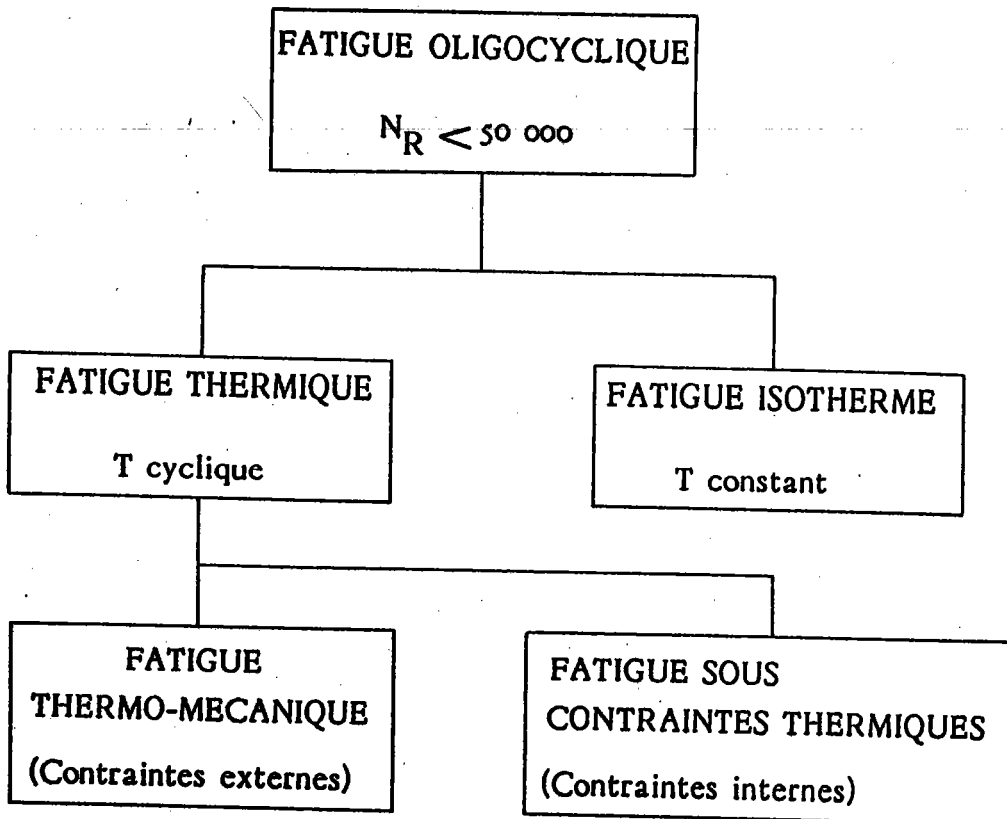 FATIGUE OLIGOCYCLIQUE
N_R < 50 000
FATIGUE THERMIQUE
T cyclique
FATIGUE ISOTHERME
T constant
FATIGUE
THERMO-MECANIQUE
(Contraintes externes)
FATIGUE SOUS
CONTRAINTES THERMIQUES
(Contraintes internes)